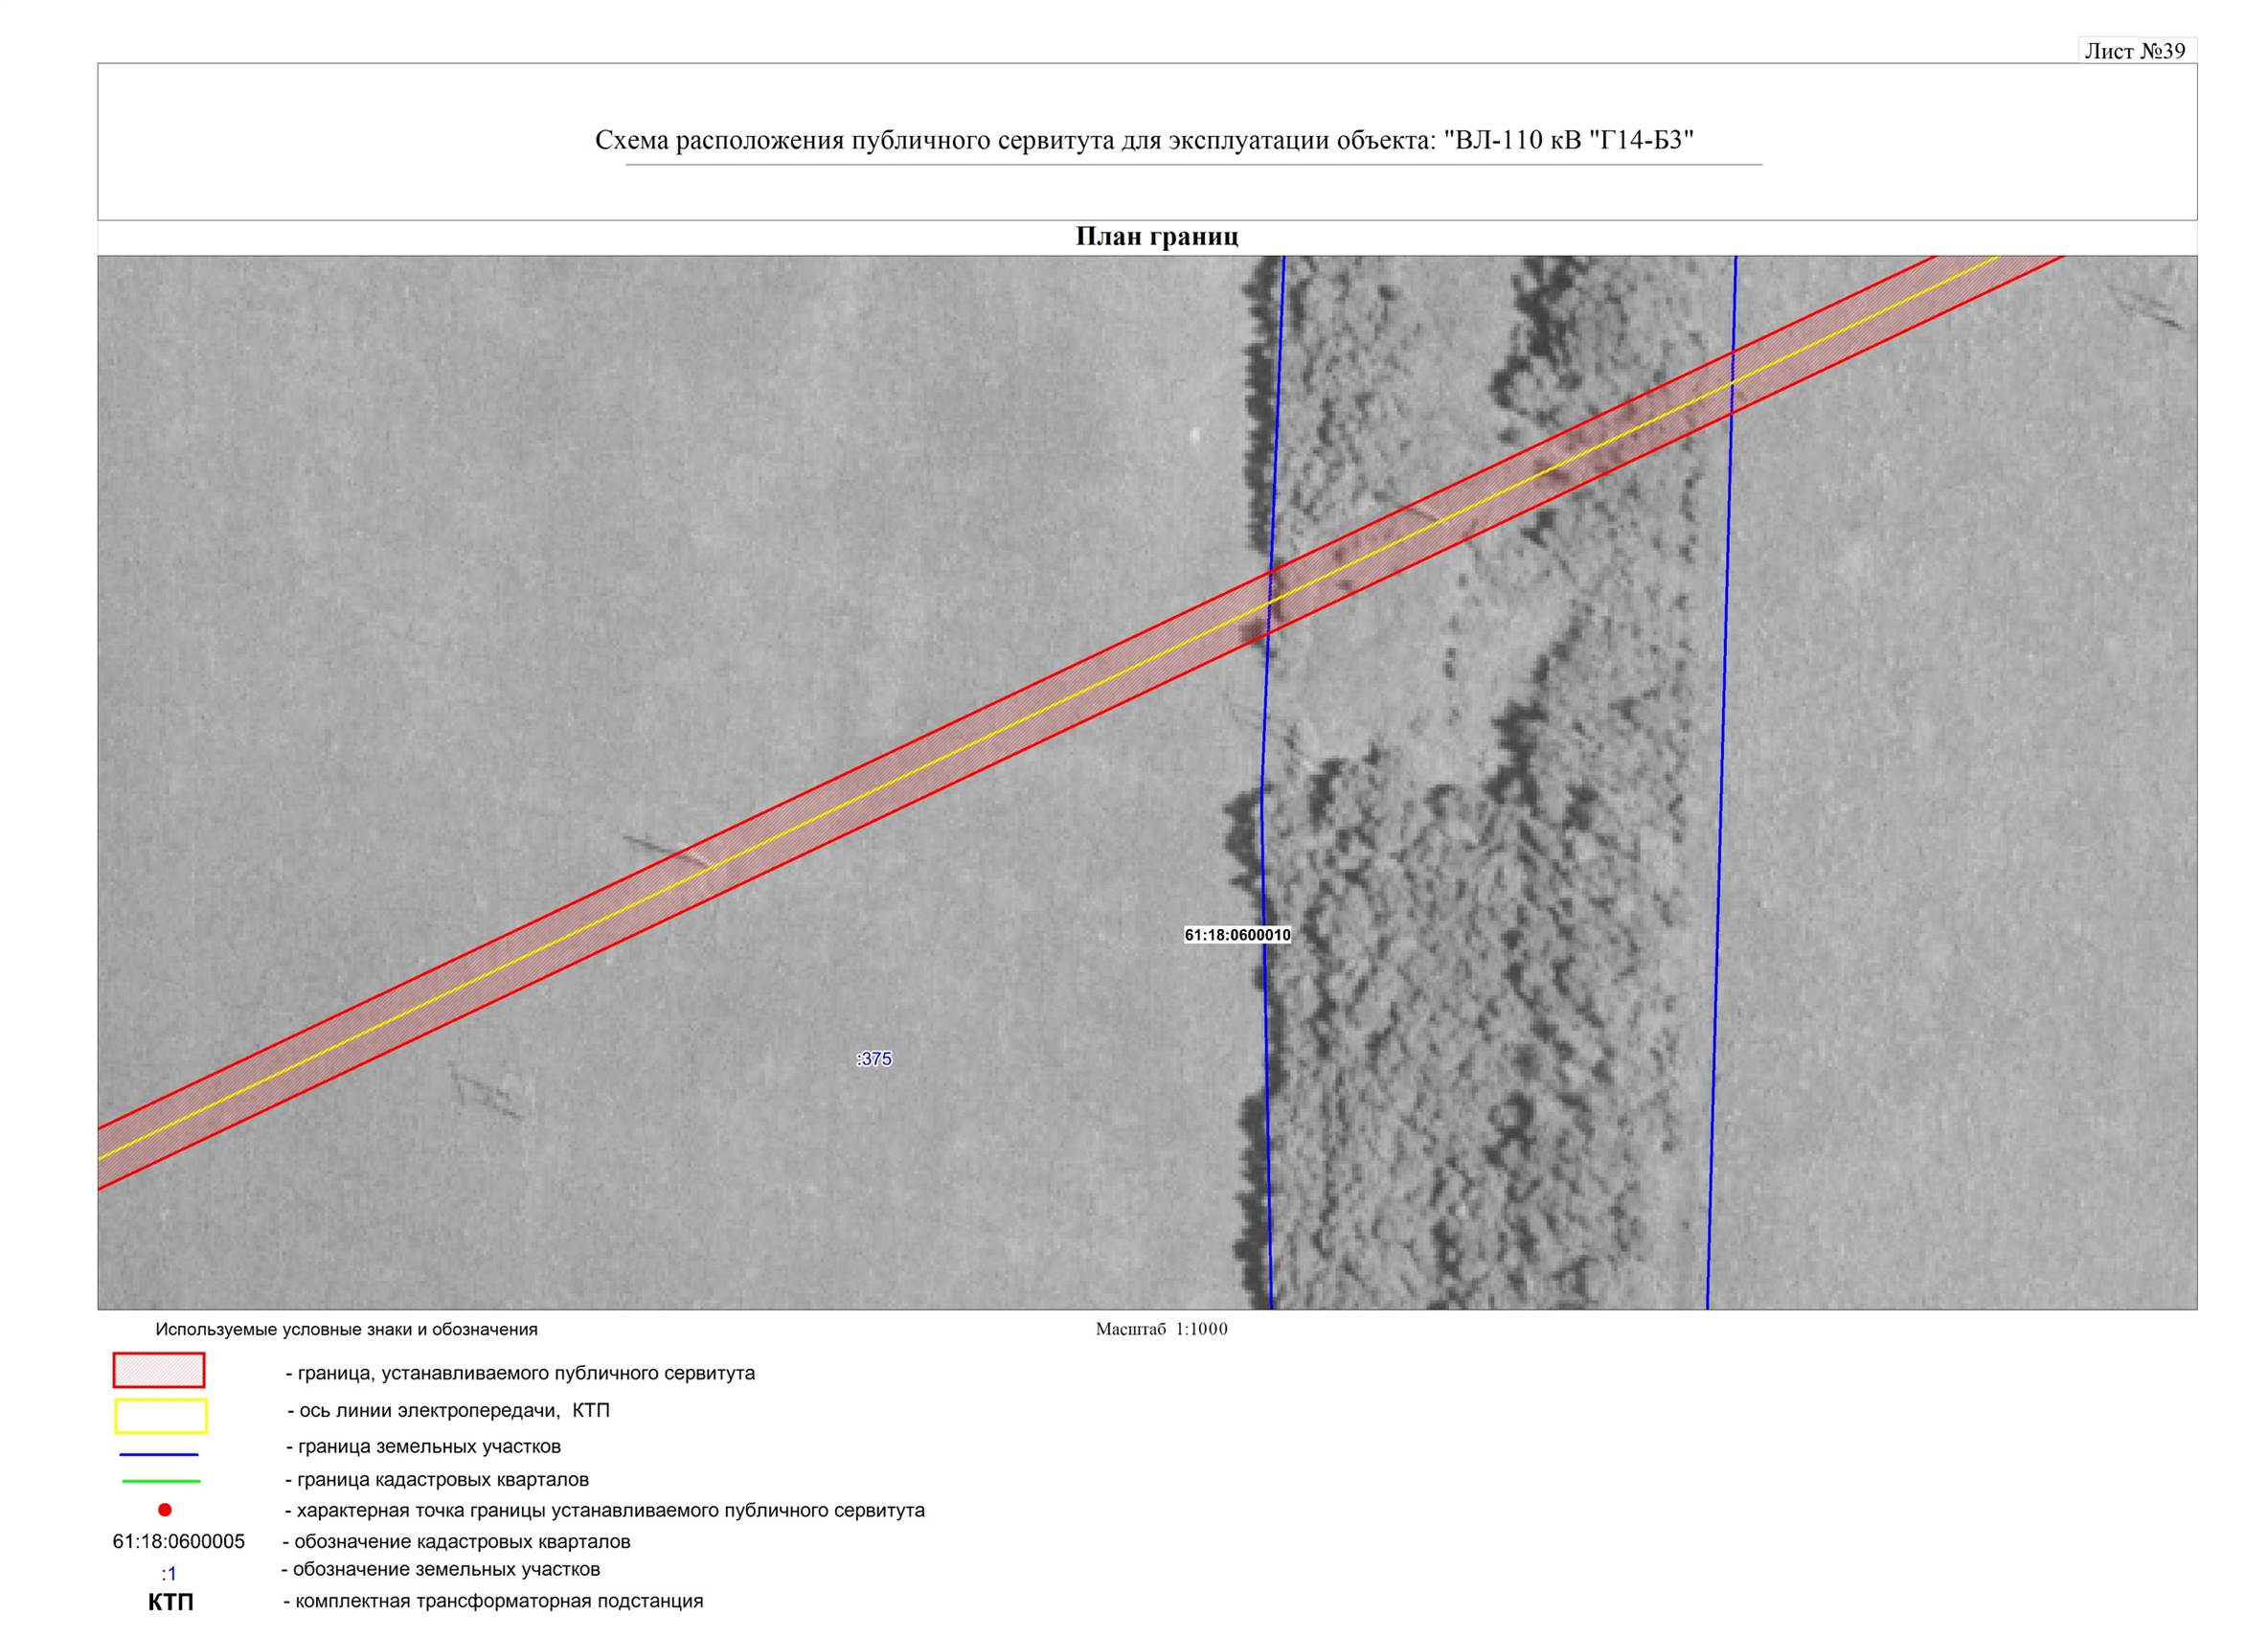 Лист №39
Схема расположения публичного сервитута для эксплуатации объекта: "ВЛ-110 кВ "Г14-Б3"
План границ
61:18:0600010
:375
Используемые условные знаки и обозначения
Масштаб 1:1000
- граница, устанавливаемого публичного сервитута
- ось линии электропередачи, КТП
- граница земельных участков
- граница кадастровых кварталов
- характерная точка границы устанавливаемого публичного сервитута
61:18:0600005 - обозначение кадастровых кварталов
:1 - обозначение земельных участков
КТП - комплектная трансформаторная подстанция